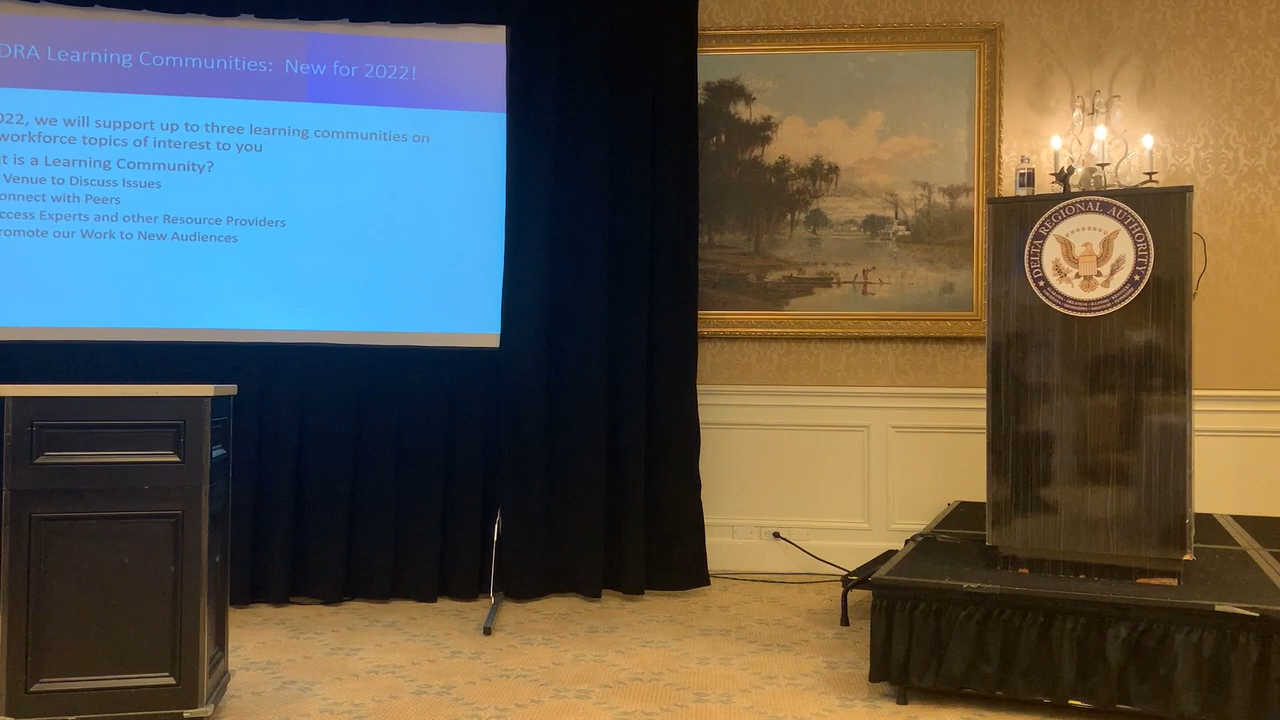 DRA Learning Communities: New for 2022!
022, we will support up to three learning communities on
workforce topics of interest to you
t is a Learning Community?
Venue to Discuss Issues
onnect with Peers
ccess Experts and other Resource Providers
romote our Work to New Audiences
DELTA REGIONAL AUTHORITY